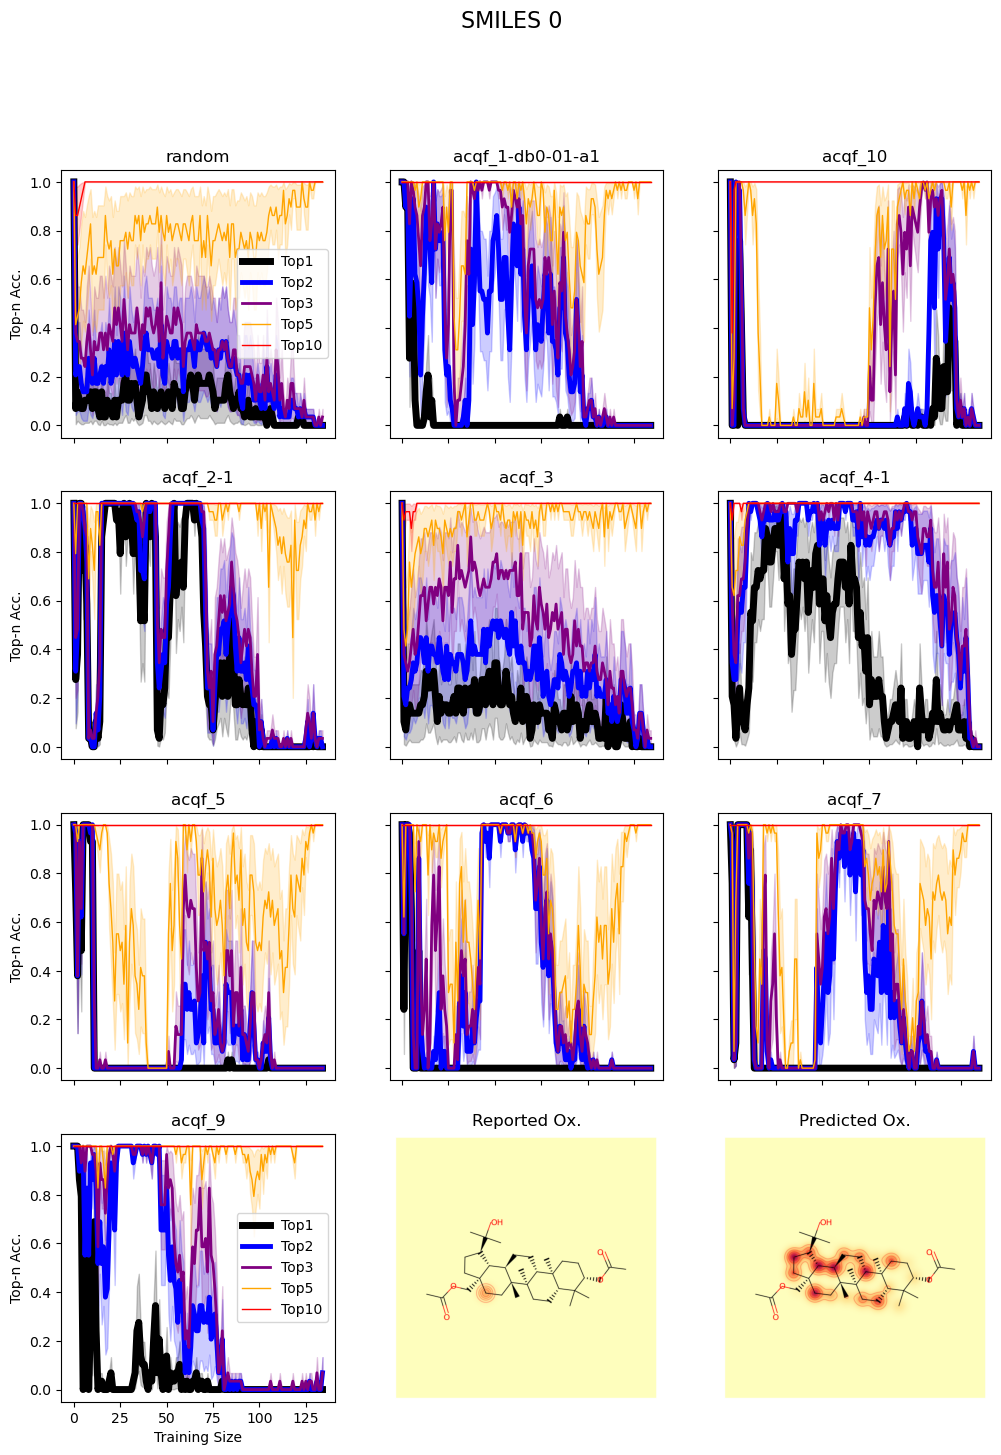 SMILES 0
random
acqf_1-db0-01-a1
acqf_10
Top-n Acc.
1.0
0.8
0.6
0.4
0.2
0.0
Top1
Top2
Top3
Top5
Top10
acqf_2-1
acqf_3
acqf_4-1
Top-n Acc.
1.0
0.8
0.6
0.4
0.2
0.0
acqf_5
acqf_6
acqf_7
Top-n Acc.
1.0
0.8
0.6
0.4
0.2
0.0
acqf_9
Reported Ox.
Predicted Ox.
Top-n Acc.
1.0
0.8
0.6
0.4
0.2
0.0
Top1
Top2
Top3
Top5
Top10
0 25 50 75 100 125
Training Size
OH
O
O
O
O
OH
O
O
O
O